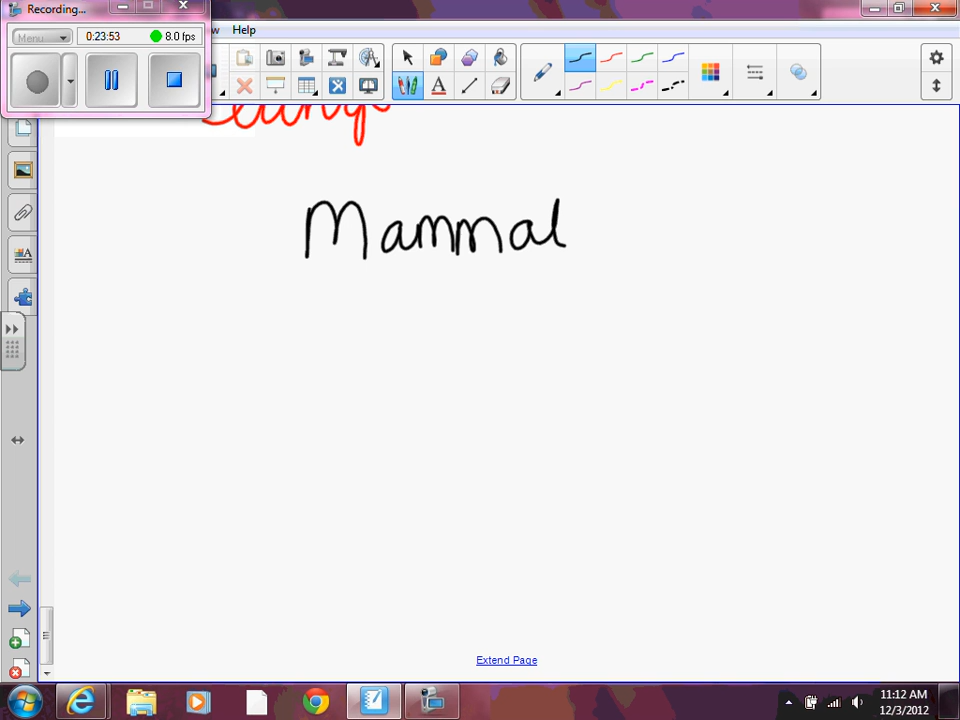 Recording...
Menu
0:23:53
8.0 fps
w Help
Mammal
Extend Page
11:12 AM
12/3/2012